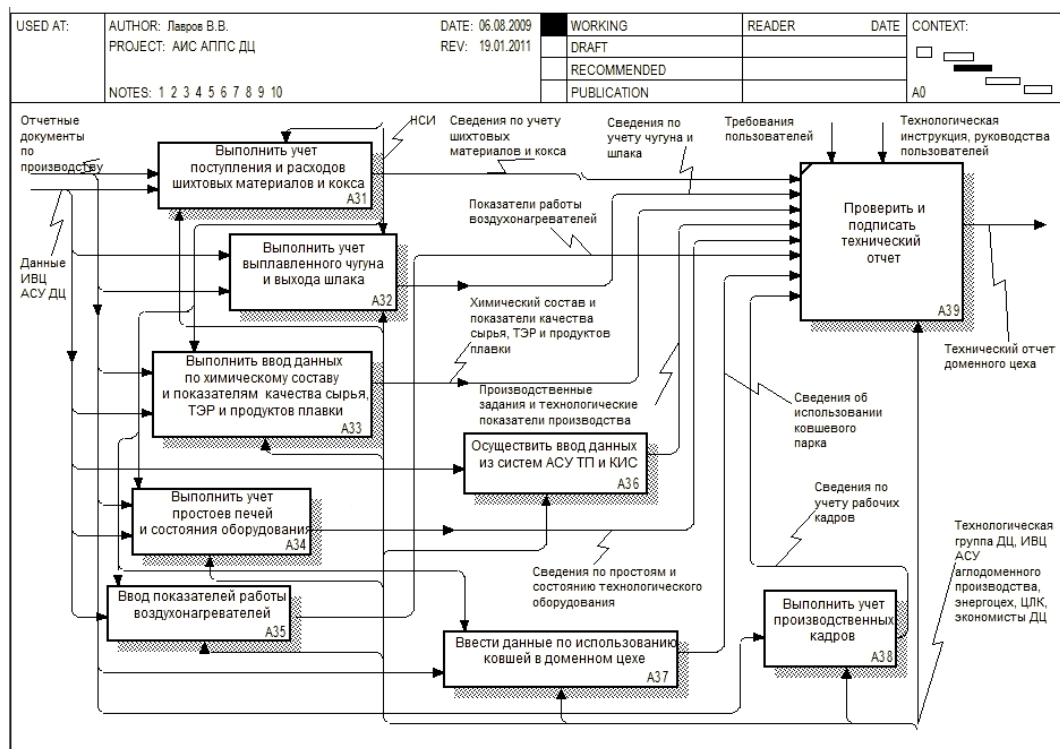 USED AT:
AUTHOR: Лавров В.В.
DATE: 06.08.2009
WORKING
READER
DATE
CONTEXT:
PROJECT: АИС АППС ДЦ
REV: 19.01.2011
DRAFT
RECOMMENDED
NOTES: 1 2 3 4 5 6 7 8 9 10
PUBLICATION
A0
Отчетные
документы
по
производству
НСИ
Сведения по учету
шихтовых
материалов и кокса
Сведения по
учету чугуна и
шлака
Требования
пользователей
Технологическая
инструкция, руководства
пользователей
Выполнить учет
поступления и расходов
шихтовых материалов и кокса
A31
Показатели работы
воздухонагревателей
Проверить и
подписать
технический
отчет
A39
Данные
ИВЦ
АСУ ДЦ
Выполнить учет
выплавленного чугуна
и выхода шлака
A32
Химический состав и
показатели качества
сырья, ТЭР и продуктов
плавки
Технический отчет
доменного цеха
Выполнить ввод данных
по химическому составу
и показателям качества сырья,
ТЭР и продуктов плавки
A33
Производственные
задания и технологические
показатели производства
Сведения об
использовании
ковшевого
парка
Осуществить ввод данных
из систем АСУ ТП и КИС
A36
Выполнить учет
простоев печей
и состояния оборудования
A34
Сведения по
учету рабочих
кадров
Сведения по простоям и
состоянию технологического
оборудования
Технологическая
группа ДЦ, ИВЦ
АСУ
аглодоменного
производства,
энергоцех, ЦЛК,
экономисты ДЦ
Ввод показателей работы
воздухонагревателей
A35
Выполнить учет
производственных
кадров
A38
Ввести данные по использованию
ковшей в доменном цехе
A37